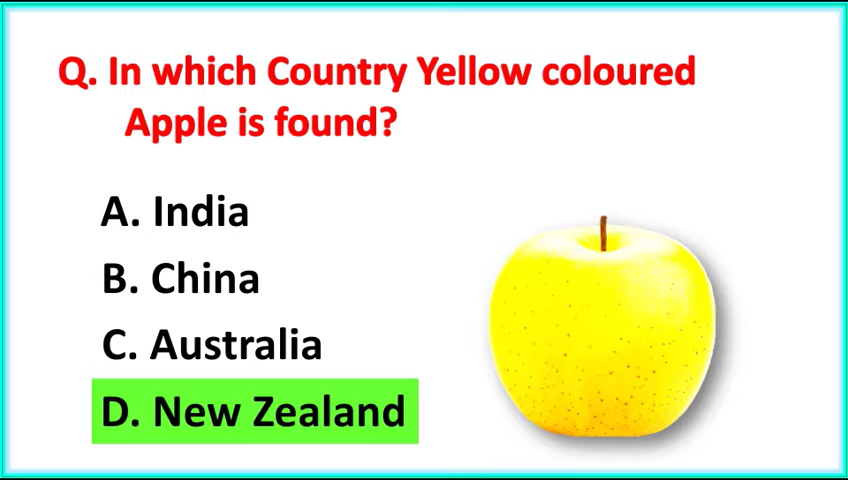 Q. In which Country Yellow coloured
Apple is found?
A. India
B. China
C. Australia
D. New Zealand